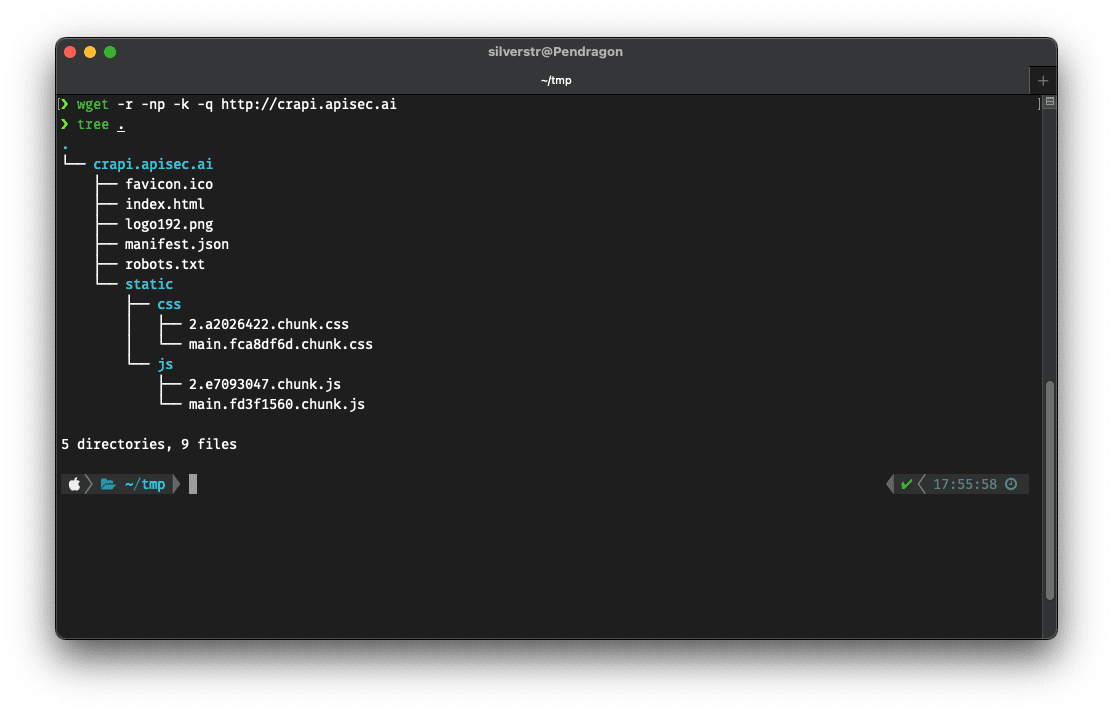 silverstr@Pendragon
~/tmp
+
[❯ wget -r -np -k -q http://crapi.apisec.ai ]
❯ tree .
.
└── crapi.apisec.ai
    ├── favicon.ico
    ├── index.html
    ├── logo192.png
    ├── manifest.json
    ├── robots.txt
    └── static
        ├── css
        │   ├── 2.a2026422.chunk.css
        │   └── main.fca8df6d.chunk.css
        └── js
            ├── 2.e7093047.chunk.js
            └── main.fd3f1560.chunk.js
5 directories, 9 files
~/tmp ✔ 17:55:58